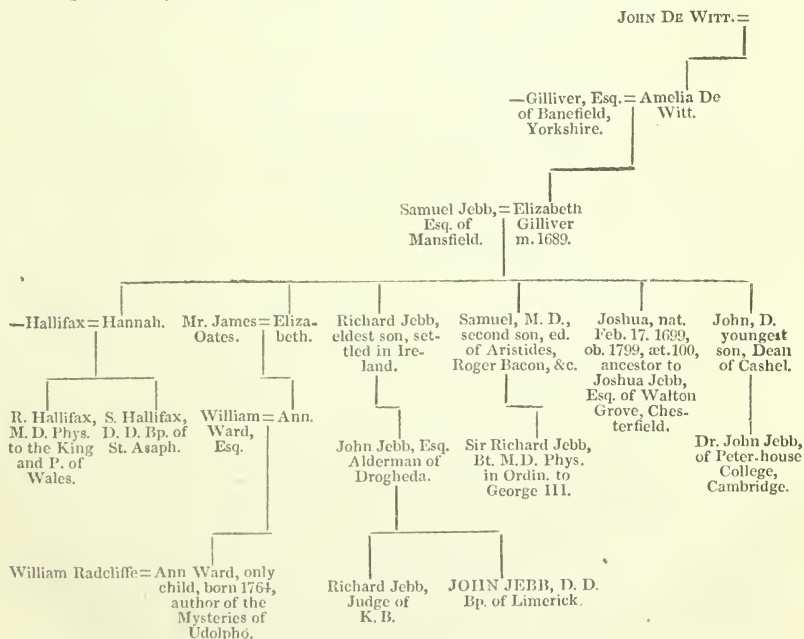 JOHN DE WITT.=
—Gilliver, Esq. = Amelia De
of Banefield, Witt.
Yorkshire.
Samuel Jebb, = Elizabeth
Esq. of Gilliver
Mansfield. m. 1689.
—Hallifax = Hannah.
Mr. James = Eliza-
Oates. beth.
Richard Jebb,
eldest son, set-
tled in Ire-
land.
Samuel, M. D.,
second son, ed.
of Aristides,
Roger Bacon, &c.
Joshua, nat.
Feb. 17. 1699,
ob. 1799, æt. 100,
ancestor to
Joshua Jebb,
Esq. of Walton
Grove, Ches-
terfield.
John, D.
youngest
son, Dean
of Cashel.
R. Hallifax,
M. D. Phys.
to the King
and P. of
Wales.
S. Hallifax,
D. D. Bp. of
St. Asaph.
William = Ann.
Ward,
Esq.
John Jebb, Esq.
Alderman of
Drogheda.
Sir Richard Jebb,
Bt. M.D. Phys.
in Ordin. to
George III.
Dr. John Jebb,
of Peter-house
College,
Cambridge.
William Radcliffe = Ann Ward, only
child, born 1764,
author of the
Mysteries of
Udolpho.
Richard Jebb,
Judge of
K. B.
JOHN JEBB, D. D.
Bp. of Limerick.